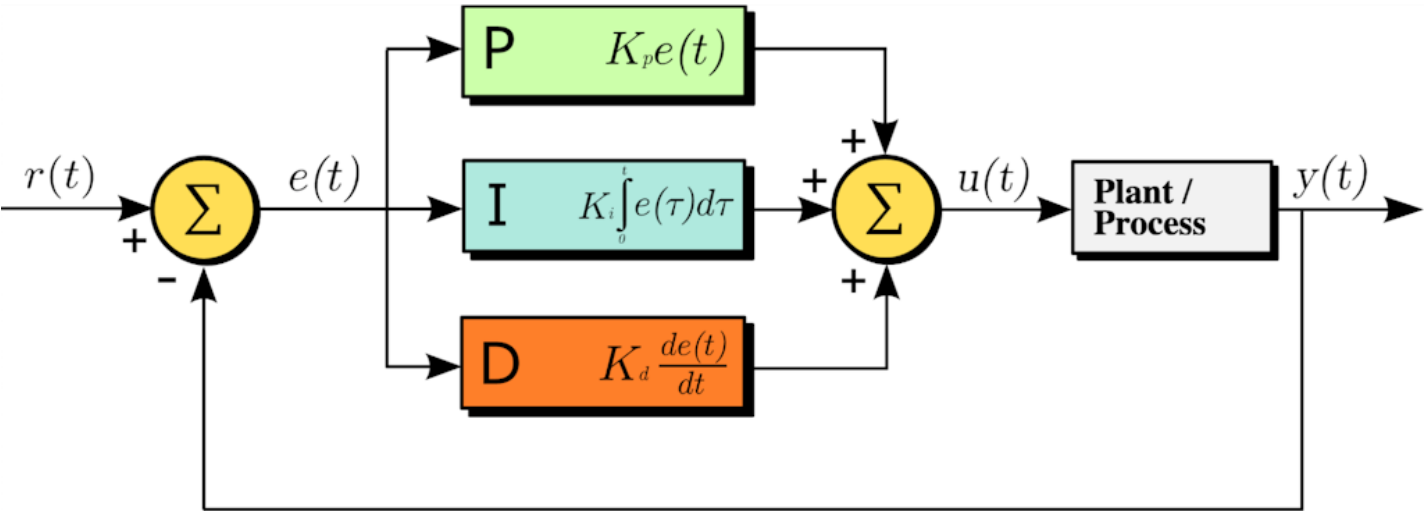 P K_p e(t)
r(t)
+
-
Σ
e(t)
I K_i ∫_0^t e(τ)dτ
D K_d de(t)/dt
+
+
+
Σ
u(t)
Plant /
Process
y(t)